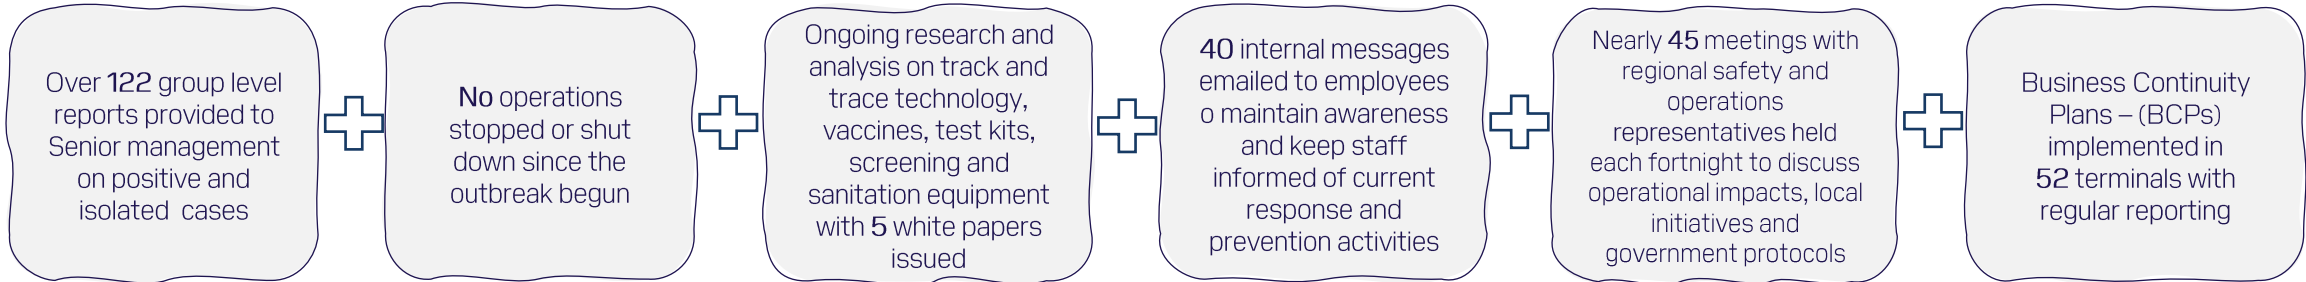 Over 122 group level
reports provided to
Senior management
on positive and
isolated cases
No operations
stopped or shut
down since the
outbreak begun
Ongoing research and
analysis on track and
trace technology,
vaccines, test kits,
screening and
sanitation equipment
with 5 white papers
issued
40 internal messages
emailed to employees
o maintain awareness
and keep staff
informed of current
response and
prevention activities
Nearly 45 meetings with
regional safety and
operations
representatives held
each fortnight to discuss
operational impacts, local
initiatives and
government protocols
Business Continuity
Plans – (BCPs)
implemented in
52 terminals with
regular reporting